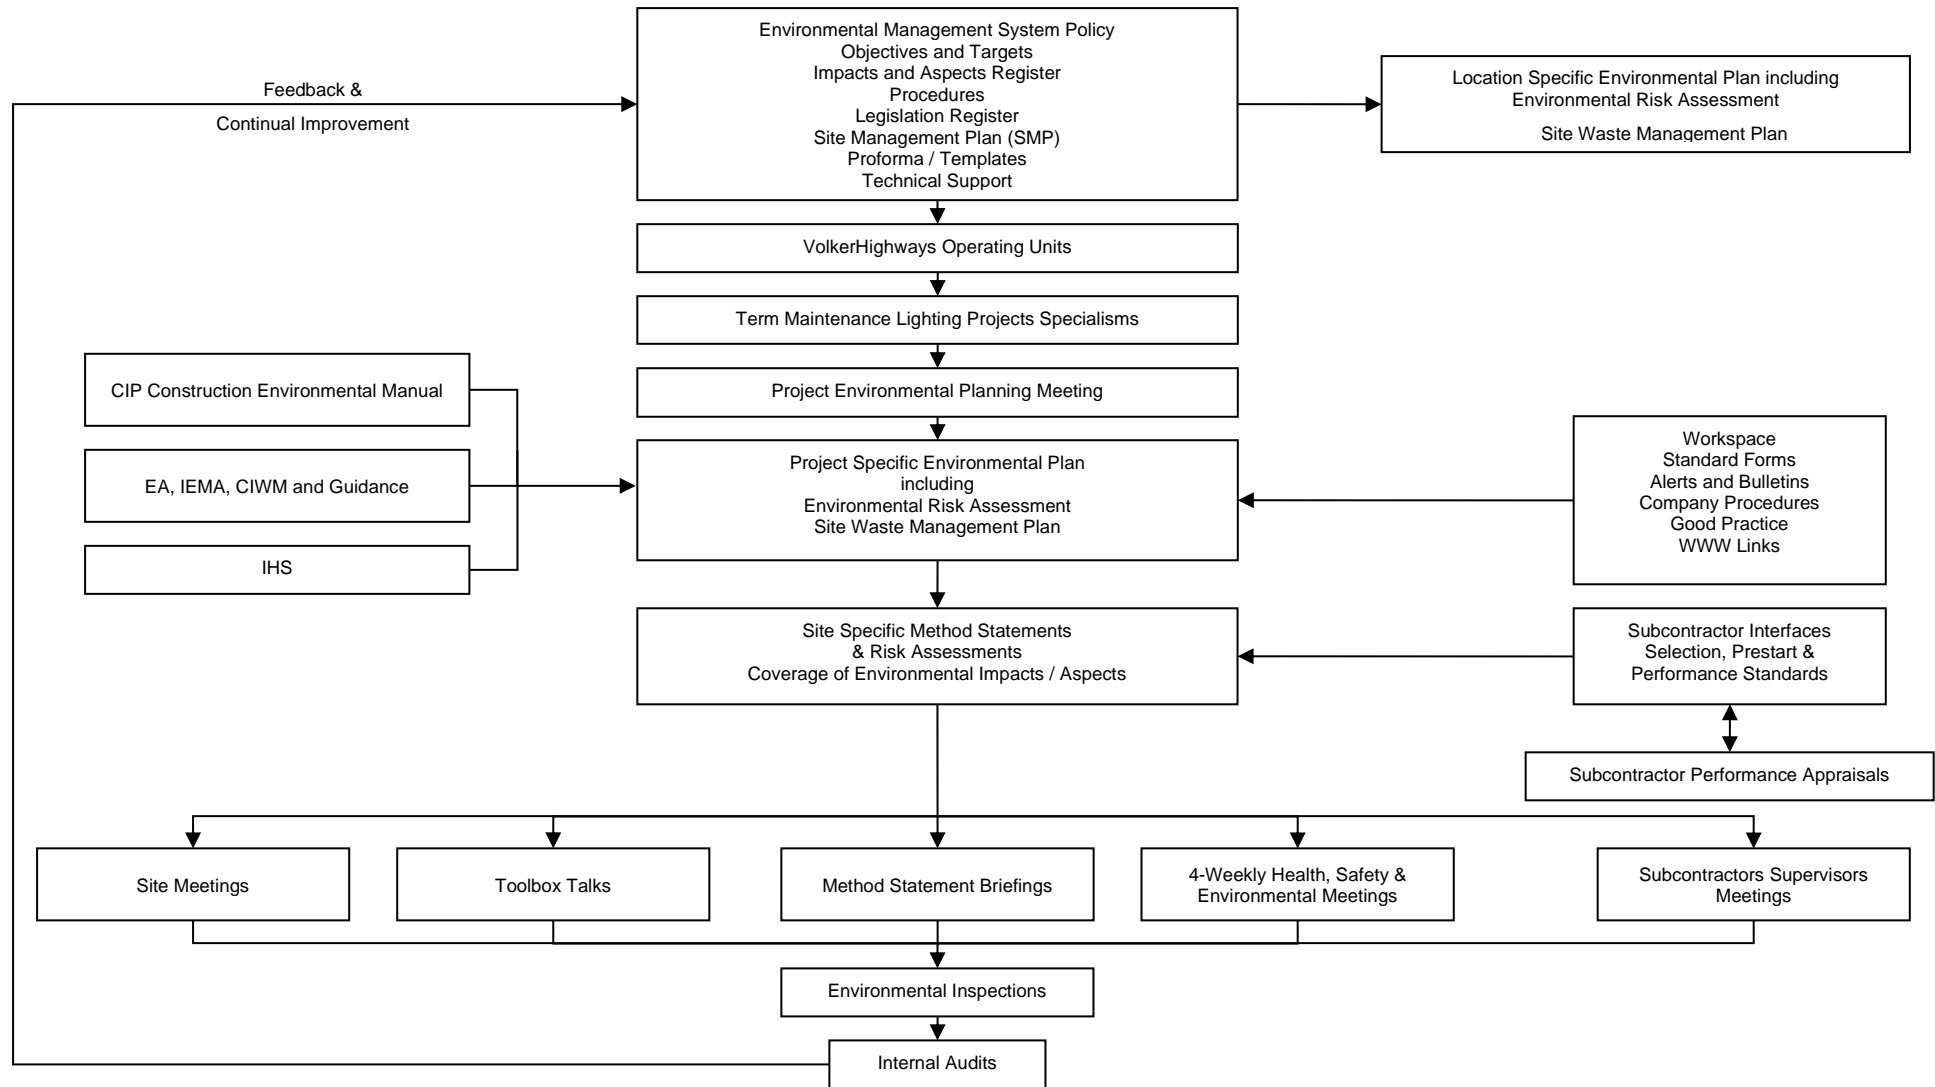 Environmental Management System Policy
Objectives and Targets
Impacts and Aspects Register
Procedures
Legislation Register
Site Management Plan (SMP)
Proforma / Templates
Technical Support
Feedback &
Continual Improvement
Location Specific Environmental Plan including
Environmental Risk Assessment
Site Waste Management Plan
VolkerHighways Operating Units
Term Maintenance Lighting Projects Specialisms
Project Environmental Planning Meeting
CIP Construction Environmental Manual
EA, IEMA, CIWM and Guidance
IHS
Project Specific Environmental Plan
including
Environmental Risk Assessment
Site Waste Management Plan
Workspace
Standard Forms
Alerts and Bulletins
Company Procedures
Good Practice
WWW Links
Site Specific Method Statements
& Risk Assessments
Coverage of Environmental Impacts / Aspects
Subcontractor Interfaces
Selection, Prestart &
Performance Standards
Subcontractor Performance Appraisals
Site Meetings
Toolbox Talks
Method Statement Briefings
4-Weekly Health, Safety &
Environmental Meetings
Subcontractors Supervisors
Meetings
Environmental Inspections
Internal Audits